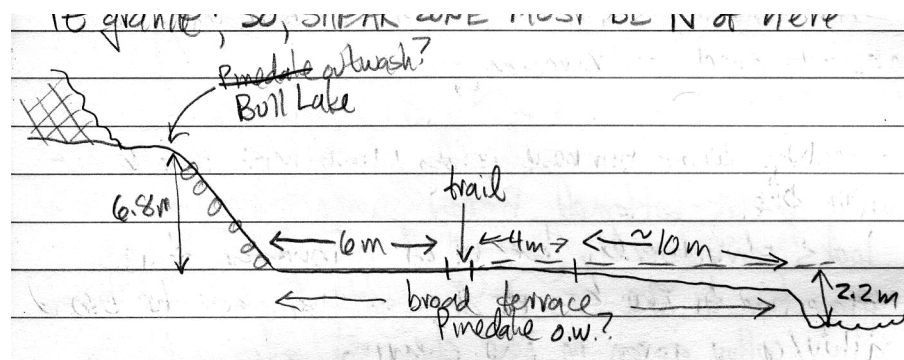 granite; so, SHEAR ZONE MUST BE N of here
Pinedale outwash?
Bull Lake
trail
6.8m
6m
4m
~10m
broad terrace
2.2m
Pinedale o.w.?